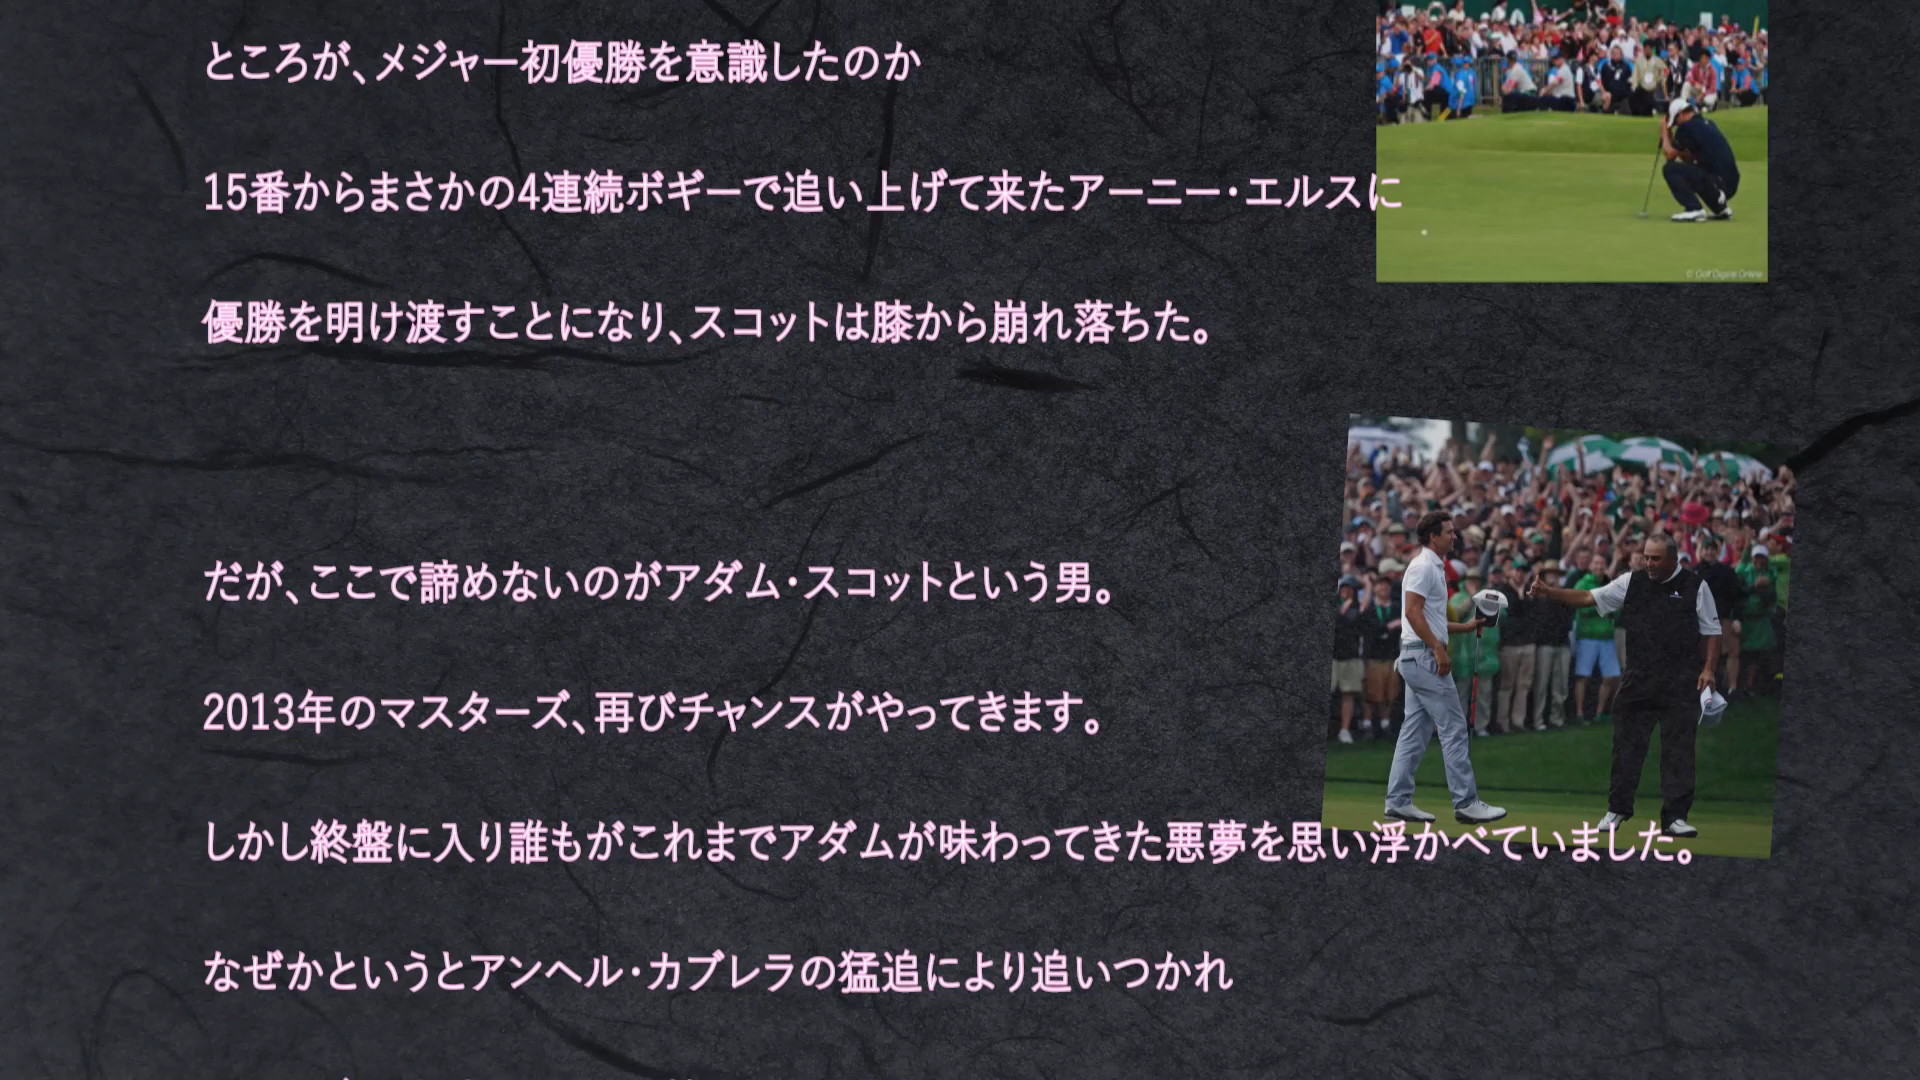 ところが、メジャー初優勝を意識したのか
15番からまさかの4連続ボギーで追い上げて来たアーニー・エルスに
優勝を明け渡すことになり、スコットは膝から崩れ落ちた。
© Golf Digest Online
だが、ここで諦めないのがアダム・スコットという男。
2013年のマスターズ、再びチャンスがやってきます。
しかし終盤に入り誰もがこれまでアダムが味わってきた悪夢を思い浮かべていました。
なぜかというとアンヘル・カブレラの猛追により追いつかれ